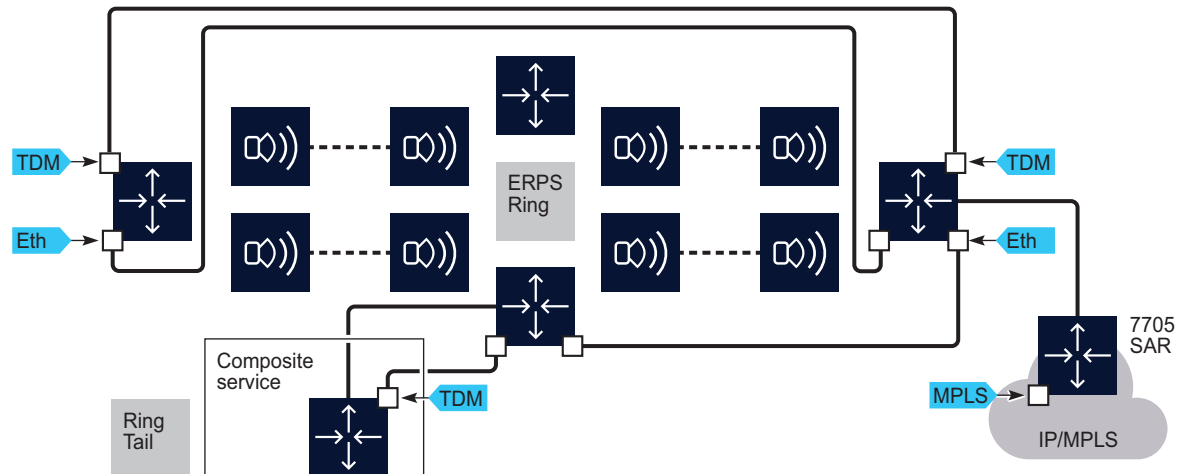 TDM
TDM
ERPS
Ring
Eth
Eth
7705
SAR
Composite
service
TDM
MPLS
Ring
Tail
IP/MPLS